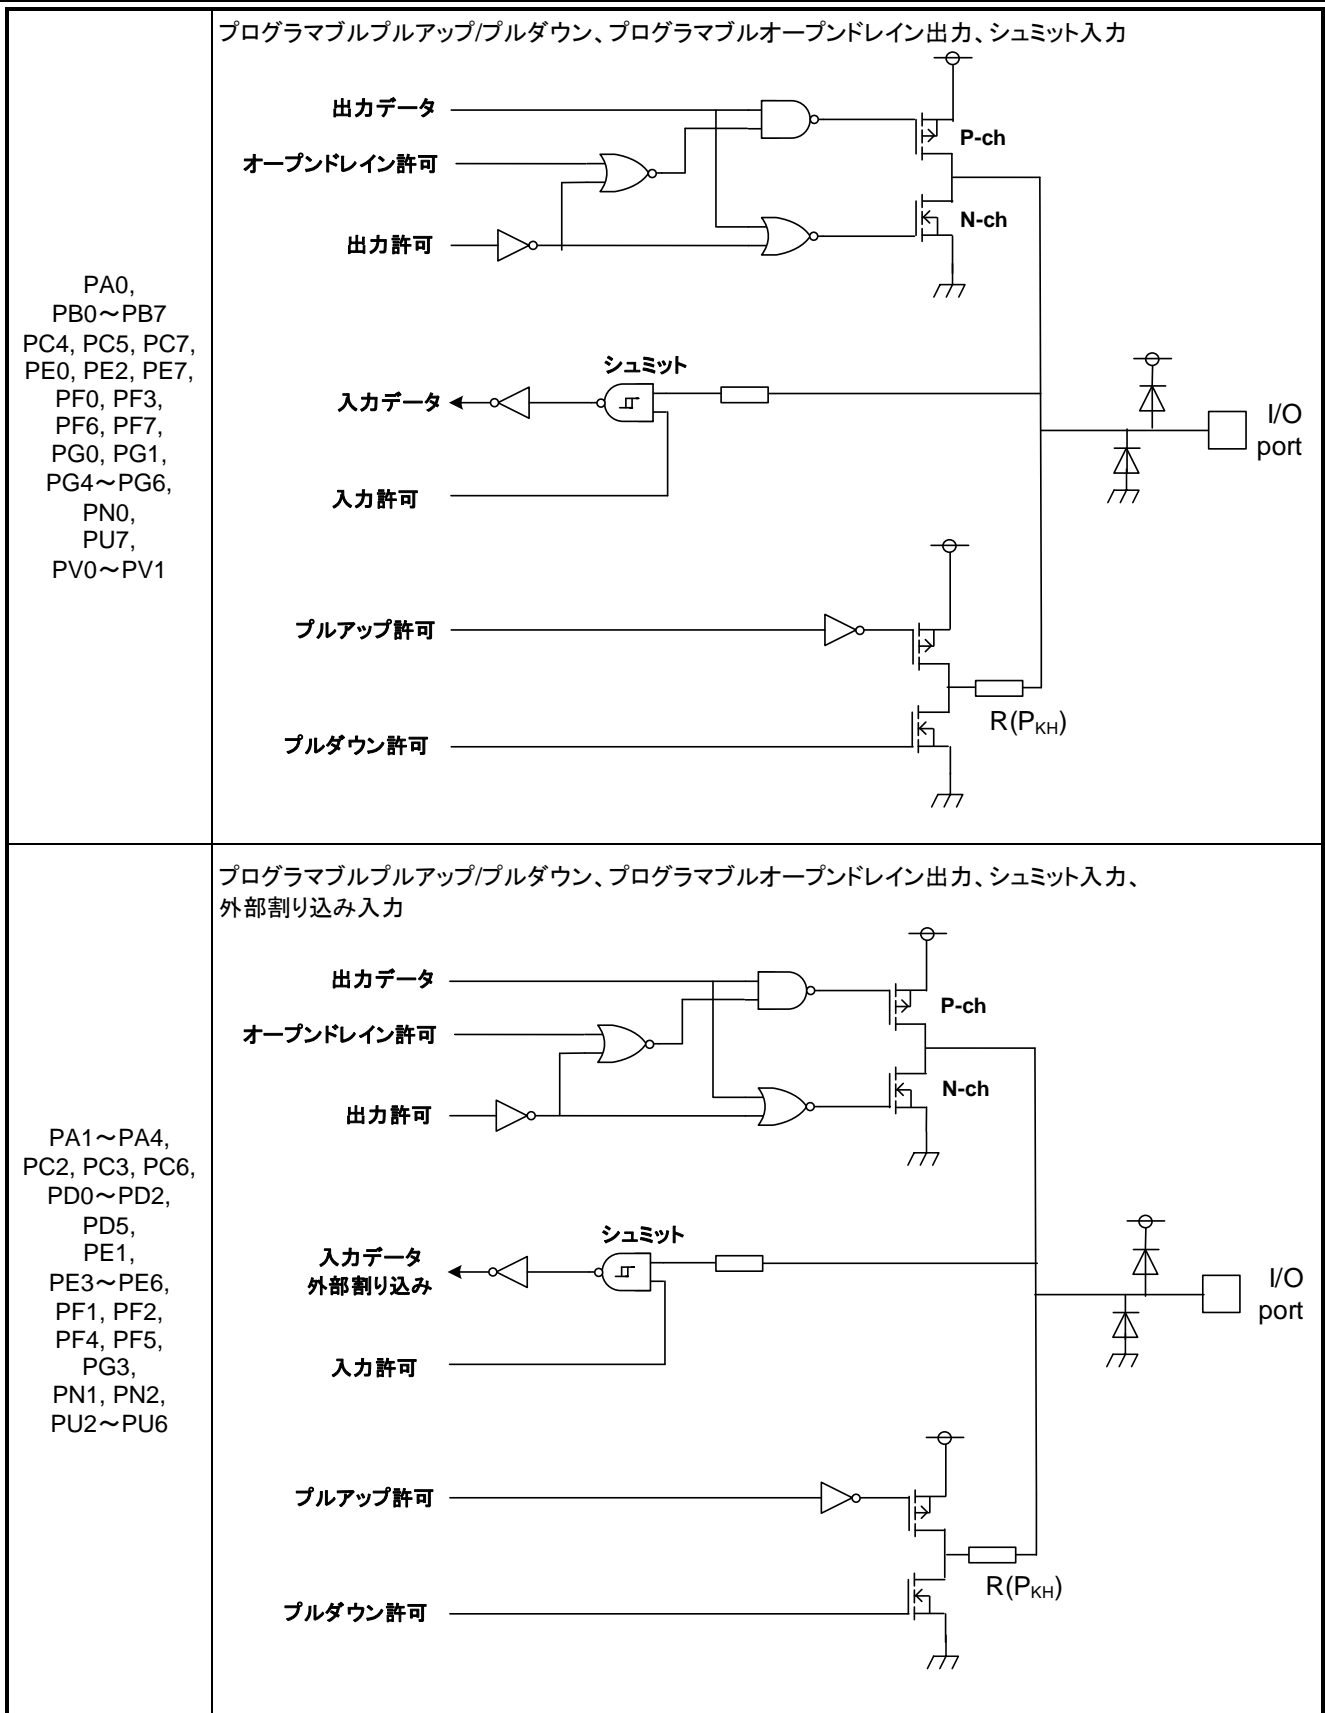 PA0,
PB0～PB7
PC4, PC5, PC7,
PE0, PE2, PE7,
PF0, PF3,
PF6, PF7,
PG0, PG1,
PG4～PG6,
PN0,
PU7,
PV0～PV1
プログラマブルプルアップ/プルダウン、プログラマブルオープンドレイン出力、シュミット入力
出力データ
P-ch
オープンドレイン許可
N-ch
出力許可
シュミット
入力データ
I/O
port
入力許可
プルアップ許可
R(PKH)
プルダウン許可
PA1～PA4,
PC2, PC3, PC6,
PD0～PD2,
PD5,
PE1,
PE3～PE6,
PF1, PF2,
PF4, PF5,
PG3,
PN1, PN2,
PU2～PU6
プログラマブルプルアップ/プルダウン、プログラマブルオープンドレイン出力、シュミット入力、
外部割り込み入力
出力データ
P-ch
オープンドレイン許可
N-ch
出力許可
シュミット
入力データ
外部割り込み
I/O
port
入力許可
プルアップ許可
R(PKH)
プルダウン許可